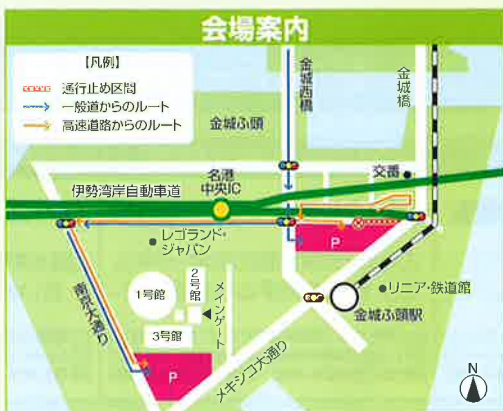 会場案内
【凡例】
通行止め区間
一般道からのルート
高速道路からのルート
金城ふ頭
金城西橋
金城橋
交番
名港
中央IC
伊勢湾岸自動車道
レゴランド・
ジャパン
P
1号館
2号館
3号館
メインゲート
南京大通り
メキシコ大通り
リニア・鉄道館
金城ふ頭駅
P
N